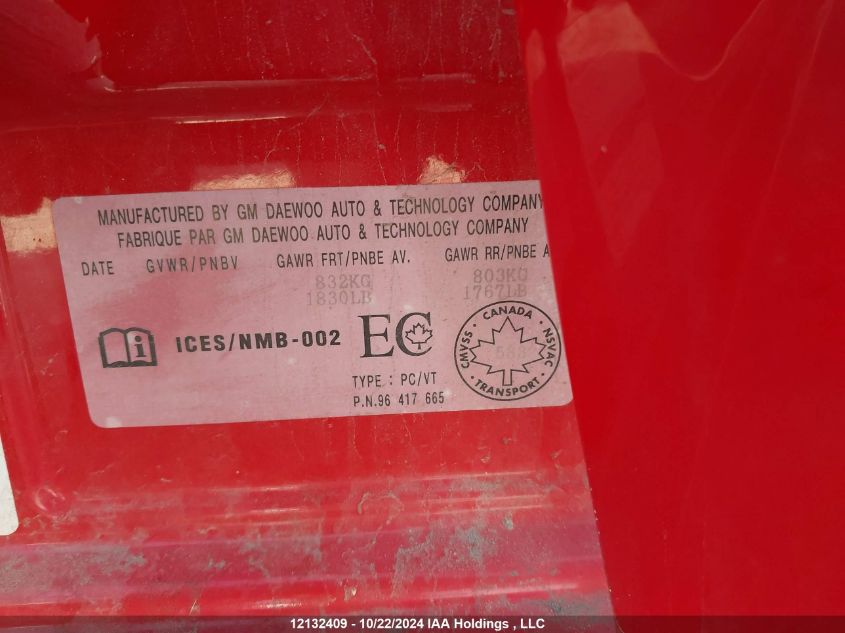 MANUFACTURED BY GM DAEWOO AUTO & TECHNOLOGY COMPANY
FABRIQUE PAR GM DAEWOO AUTO & TECHNOLOGY COMPANY
DATE GVWR/PNBV GAWR FRT/PNBE AV. GAWR RR/PNBE A
832KG 803KG
1830LB 1767LB
i ICES/NMB-002 EC
CANADA
CMVSS NSVAC
TRANSPORT
TYPE : PC/VT
P.N.96 417 665
12132409 - 10/22/2024 IAA Holdings , LLC